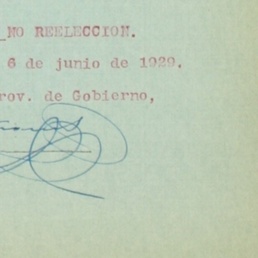 NO REELECCION.
6 de junio de 1929.
rov. de Gobierno,